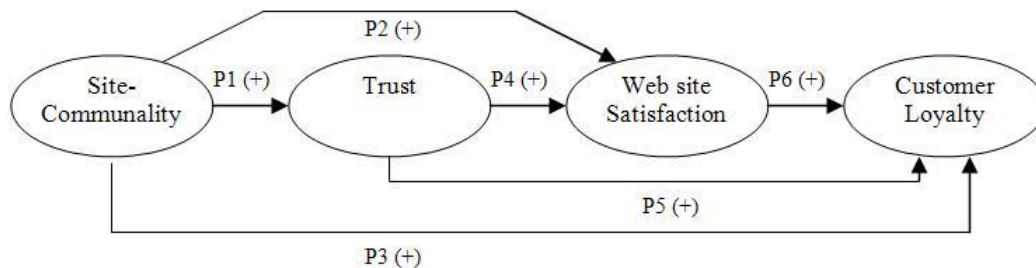 P2 (+)
Site-
Communality
P1 (+)
Trust
P4 (+)
Web site
Satisfaction
P6 (+)
Customer
Loyalty
P5 (+)
P3 (+)